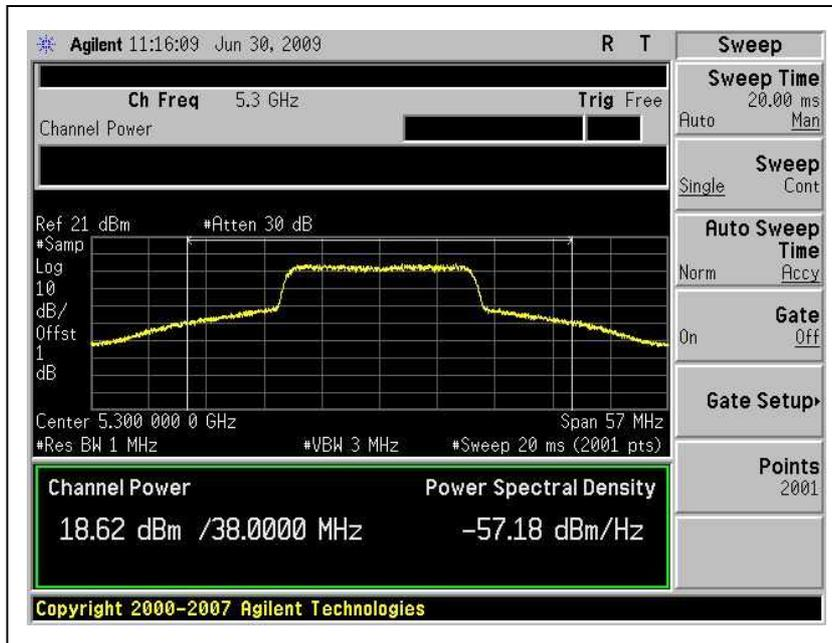 Agilent 11:16:09 Jun 30, 2009 R T
Ch Freq 5.3 GHz Trig Free
Channel Power
Ref 21 dBm #Atten 30 dB
#Samp
Log
10
dB/
Offst
1
dB
Center 5.300 000 0 GHz Span 57 MHz
#Res BW 1 MHz #VBW 3 MHz #Sweep 20 ms (2001 pts)
Channel Power Power Spectral Density
18.62 dBm /38.0000 MHz -57.18 dBm/Hz
Copyright 2000-2007 Agilent Technologies
Sweep
Sweep Time
20.00 ms
Auto Man
Sweep
Single Cont
Auto Sweep
Time
Norm Accy
Gate
On Off
Gate Setup
Points
2001